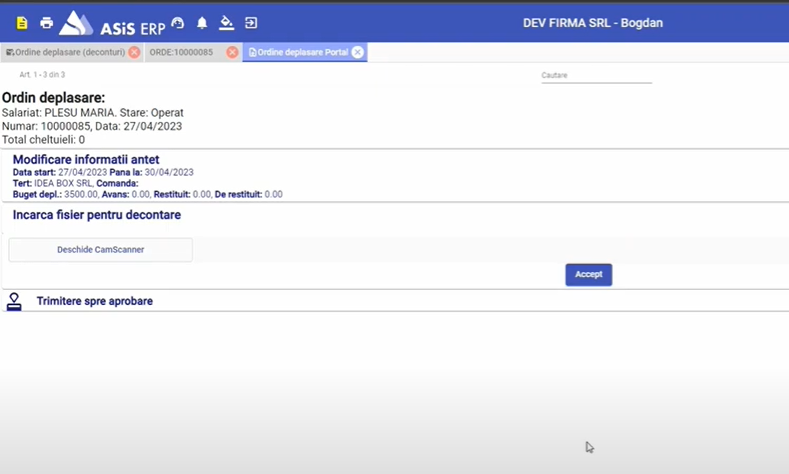 ASiS ERP
DEV FIRMA SRL - Bogdan
Ordine deplasare (deconturi)
ORDE:10000085
Ordine deplasare Portal
Art. 1 - 3 din 3
Cautare
Ordin deplasare:
Salariat: PLESU MARIA. Stare: Operat
Numar: 10000085, Data: 27/04/2023
Total cheltuieli: 0
Modificare informatii antet
Data start: 27/04/2023 Pana la: 30/04/2023
Tert: IDEA BOX SRL, Comanda:
Buget depl.: 3500.00, Avans: 0.00, Restituit: 0.00, De restituit: 0.00
Incarca fisier pentru decontare
Deschide CamScanner
Accept
Trimitere spre aprobare